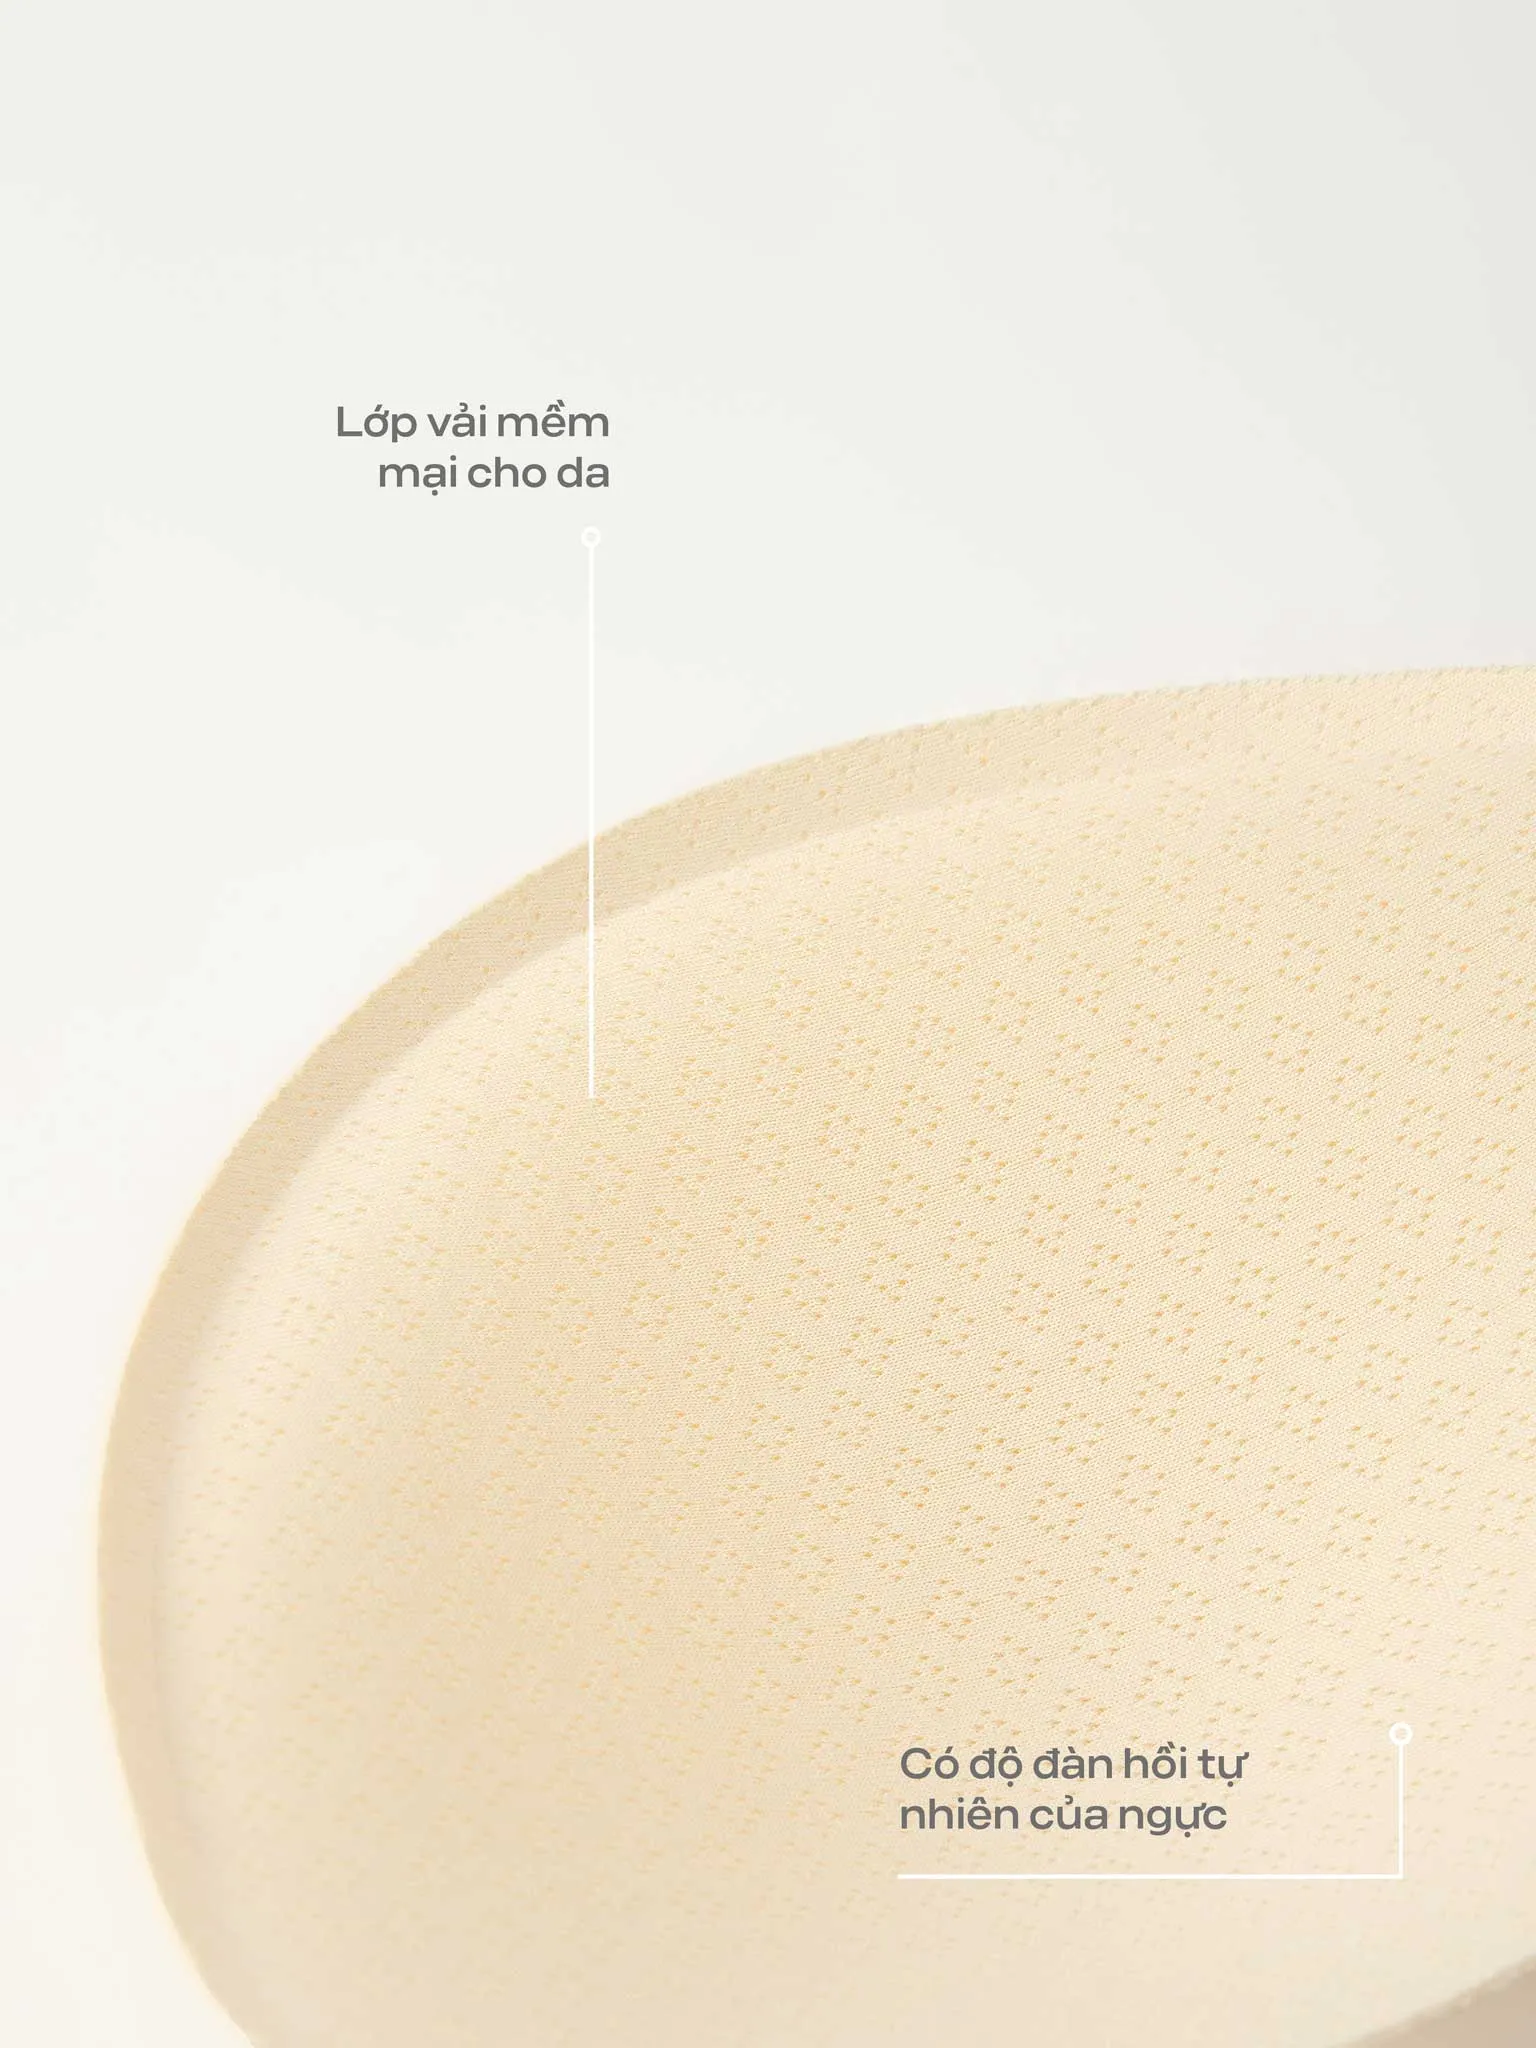 Lớp vải mềm
mại cho da
Có độ đàn hồi tự
nhiên của ngực